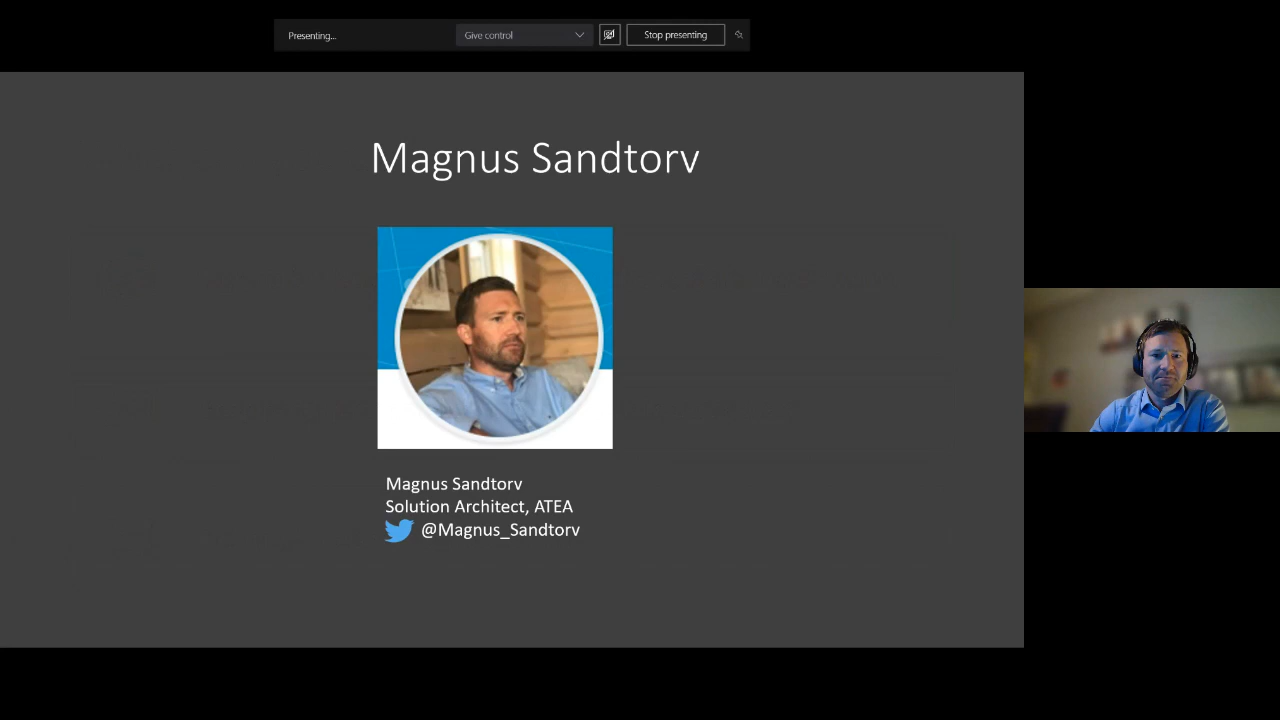 Presenting...
Give control
Stop presenting
Magnus Sandtorv
Magnus Sandtorv
Solution Architect, ATEA
@Magnus_Sandtorv